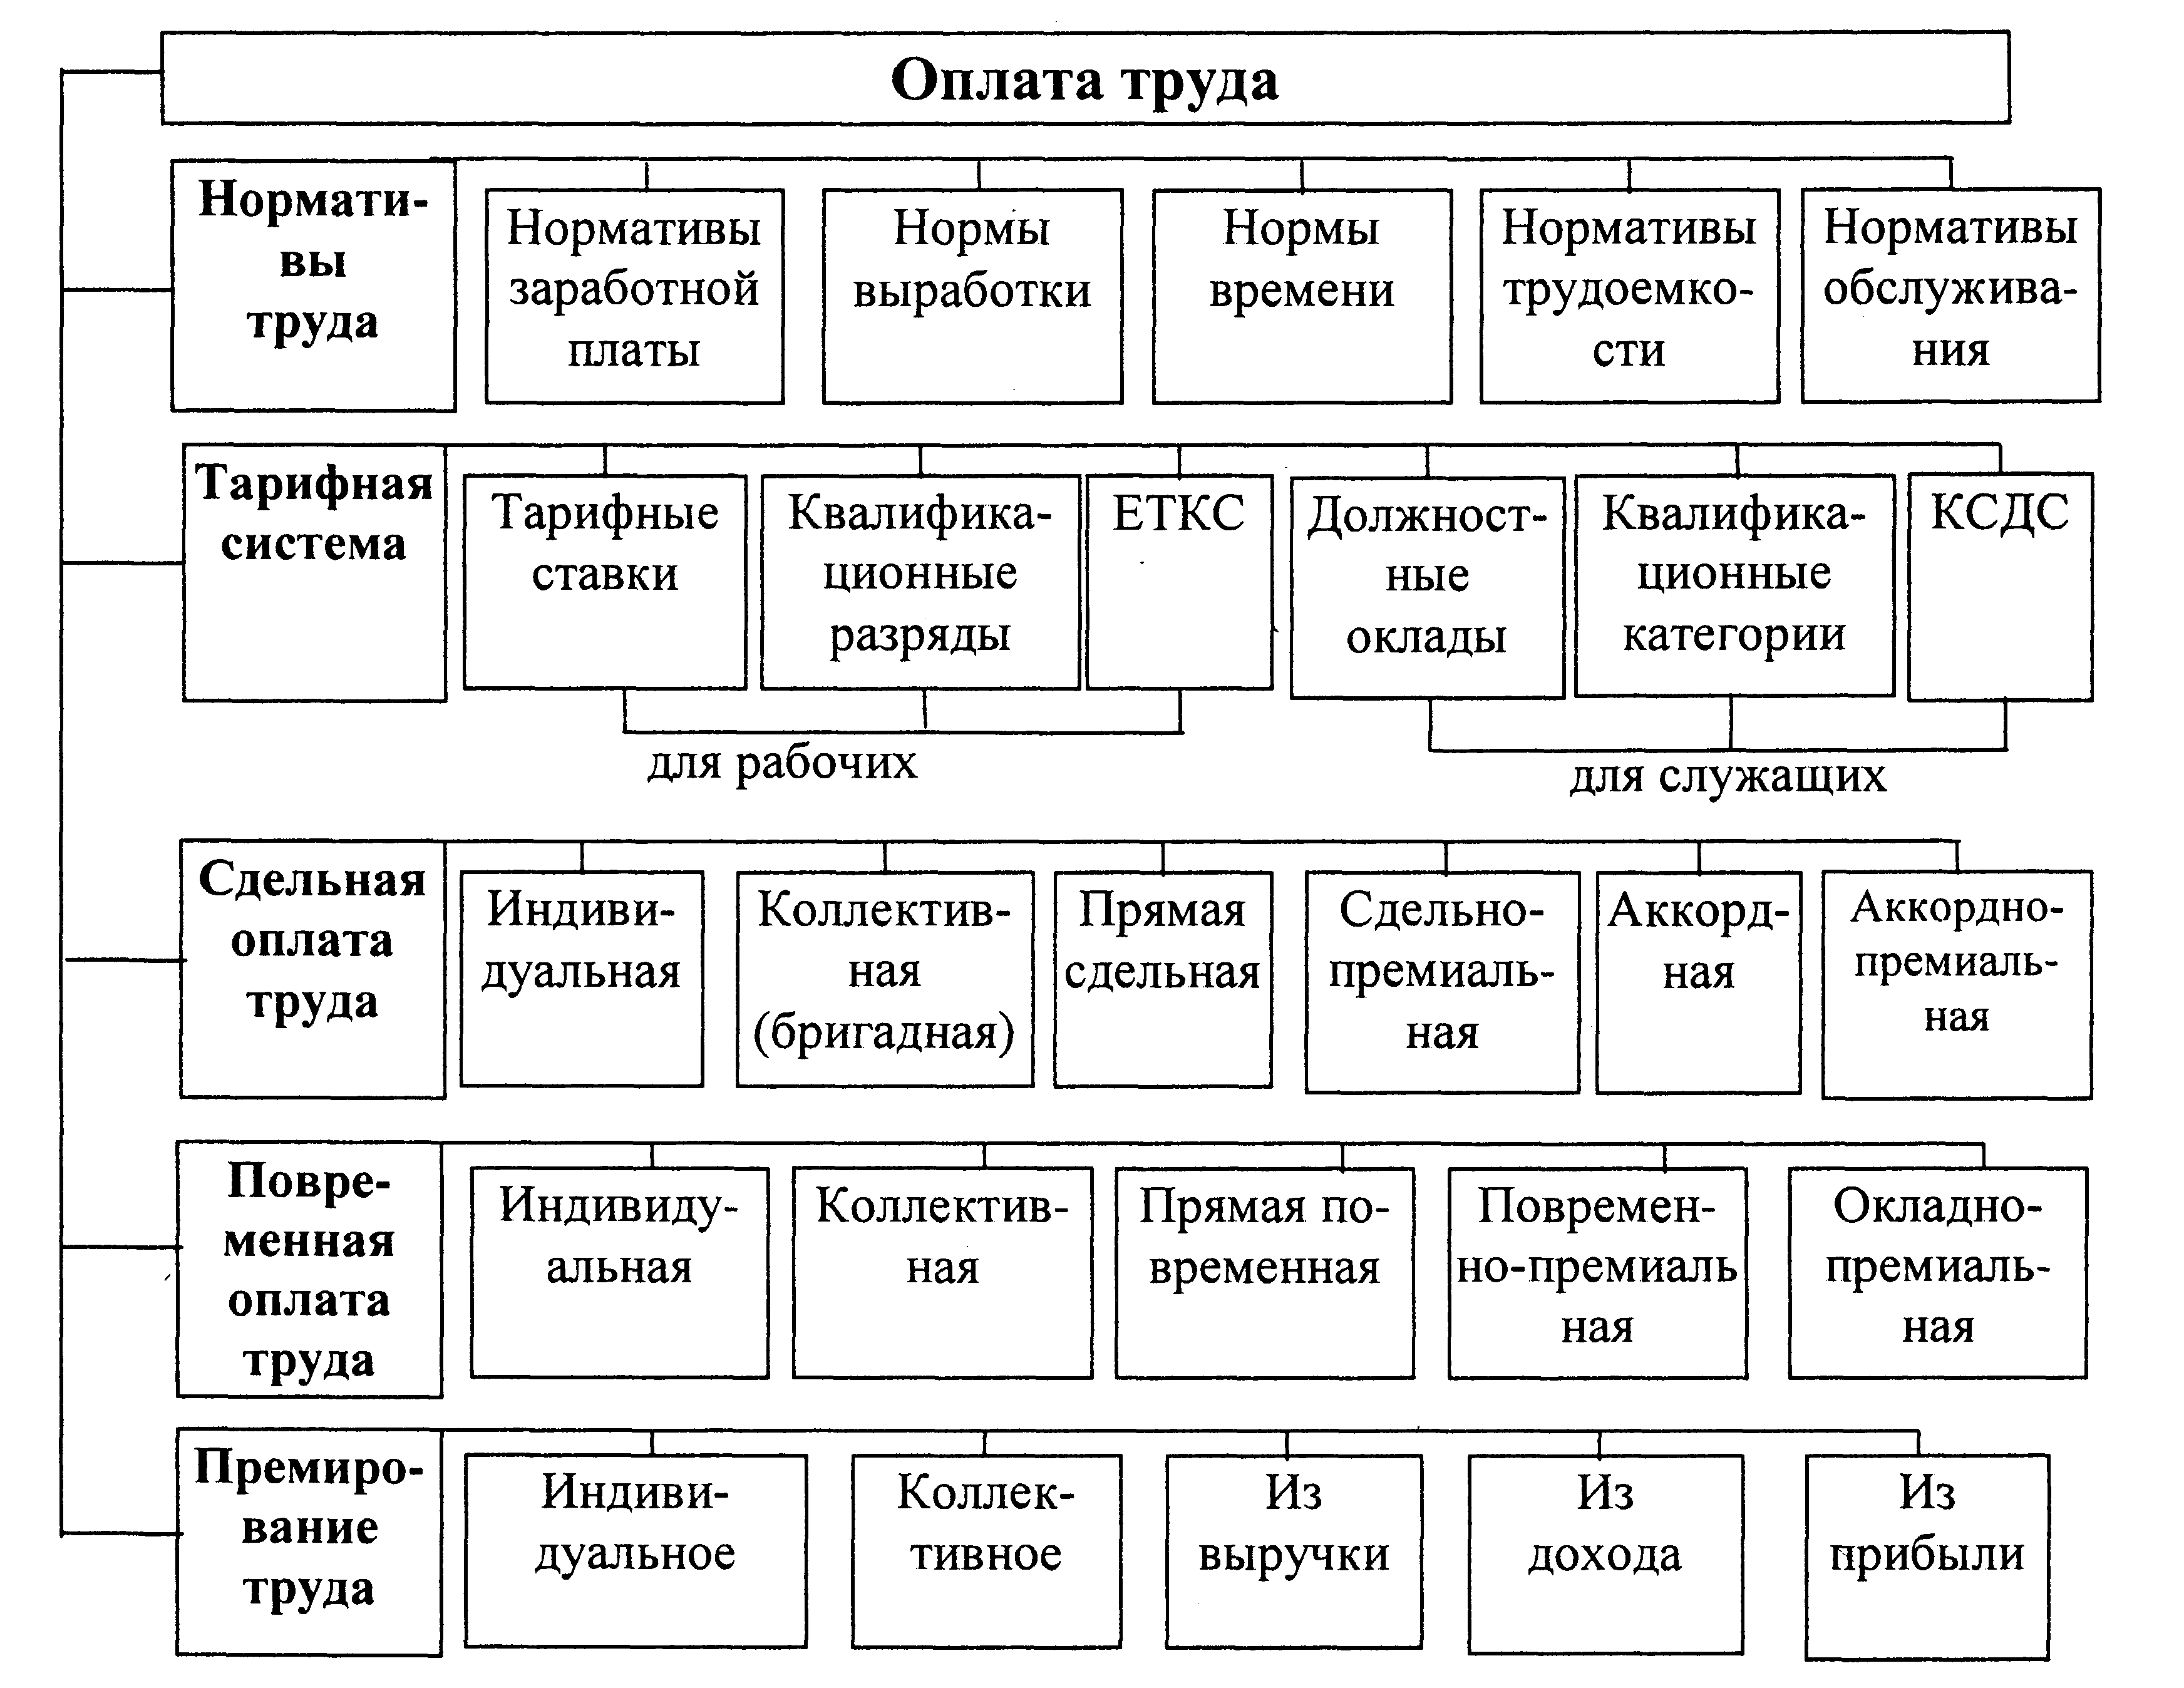 Оплата труда
Нормати-
вы
труда
Нормативы
заработной
платы
Нормы
выработки
Нормы
времени
Нормативы
трудоемко-
сти
Нормативы
обслужива-
ния
Тарифная
система
Тарифные
ставки
Квалифика-
ционные
разряды
ЕТКС
Должност-
ные
оклады
Квалифика-
ционные
категории
КСДС
для рабочих
для служащих
Сдельная
оплата
труда
Индиви-
дуальная
Коллектив-
ная
(бригадная)
Прямая
сдельная
Сдельно-
премиаль-
ная
Аккорд-
ная
Аккордно-
премиаль-
ная
Повре-
менная
оплата
труда
Индивиду-
альная
Коллектив-
ная
Прямая по-
временная
Повремен-
но-премиаль
ная
Окладно-
премиаль-
ная
Премиро-
вание
труда
Индиви-
дуальное
Коллек-
тивное
Из
выручки
Из
дохода
Из
прибыли